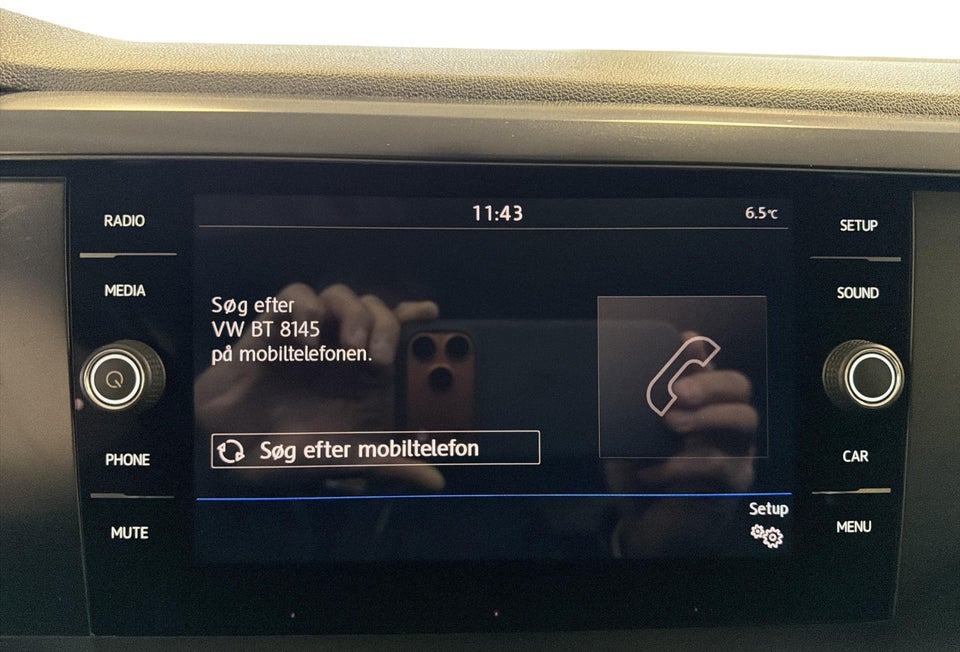 RADIO
MEDIA
PHONE
MUTE
11:43
6.5°C
Søg efter
VW BT 8145
på mobiltelefonen.
Søg efter mobiltelefon
Setup
SETUP
SOUND
CAR
MENU